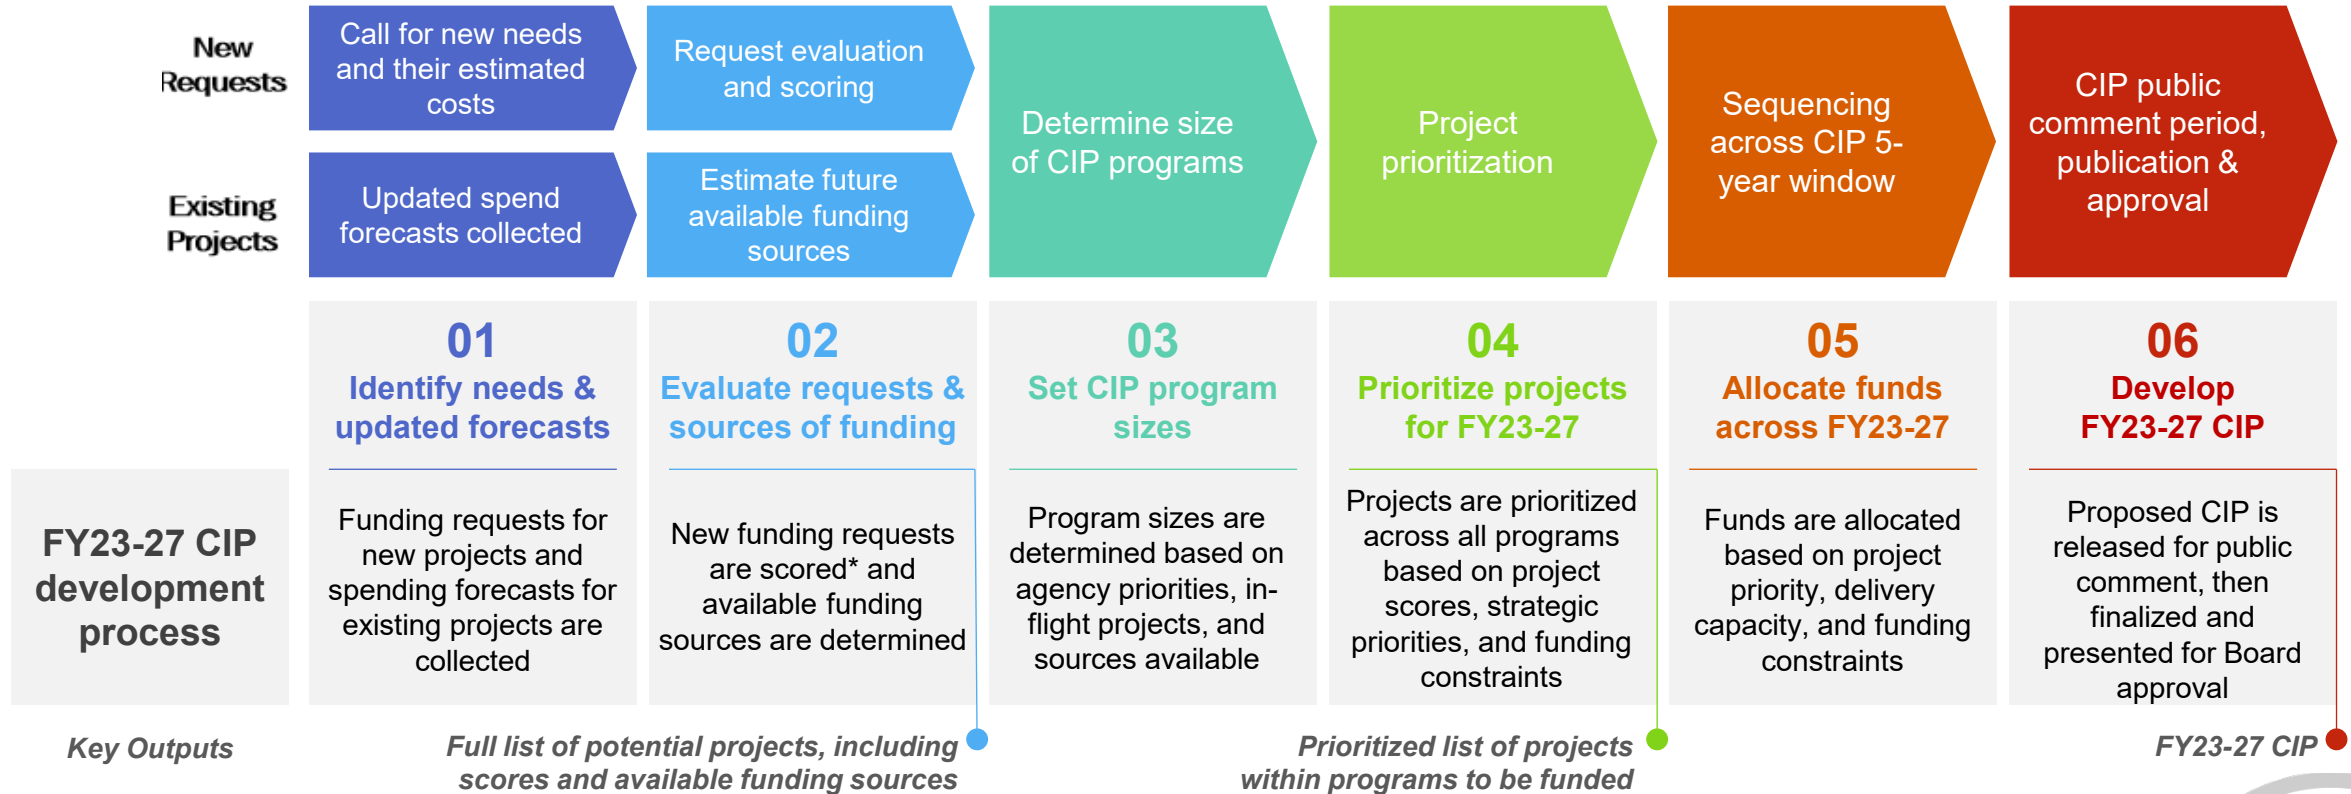 New
Requests
Call for new needs
and their estimated
costs
Request evaluation
and scoring
Existing
Projects
Updated spend
forecasts collected
Estimate future
available funding
sources
Determine size
of CIP programs
Project
prioritization
Sequencing
across CIP 5-
year window
CIP public
comment period,
publication &
approval
FY23-27 CIP
development
process
01
Identify needs &
updated forecasts
Funding requests for
new projects and
spending forecasts for
existing projects are
collected
02
Evaluate requests &
sources of funding
New funding requests
are scored* and
available funding
sources are determined
03
Set CIP program
sizes
Program sizes are
determined based on
agency priorities, in-
flight projects, and
sources available
04
Prioritize projects
for FY23-27
Projects are prioritized
across all programs
based on project
scores, strategic
priorities, and funding
constraints
05
Allocate funds
across FY23-27
Funds are allocated
based on project
priority, delivery
capacity, and funding
constraints
06
Develop
FY23-27 CIP
Proposed CIP is
released for public
comment, then
finalized and
presented for Board
approval
Key Outputs
Full list of potential projects, including
scores and available funding sources
Prioritized list of projects
within programs to be funded
FY23-27 CIP